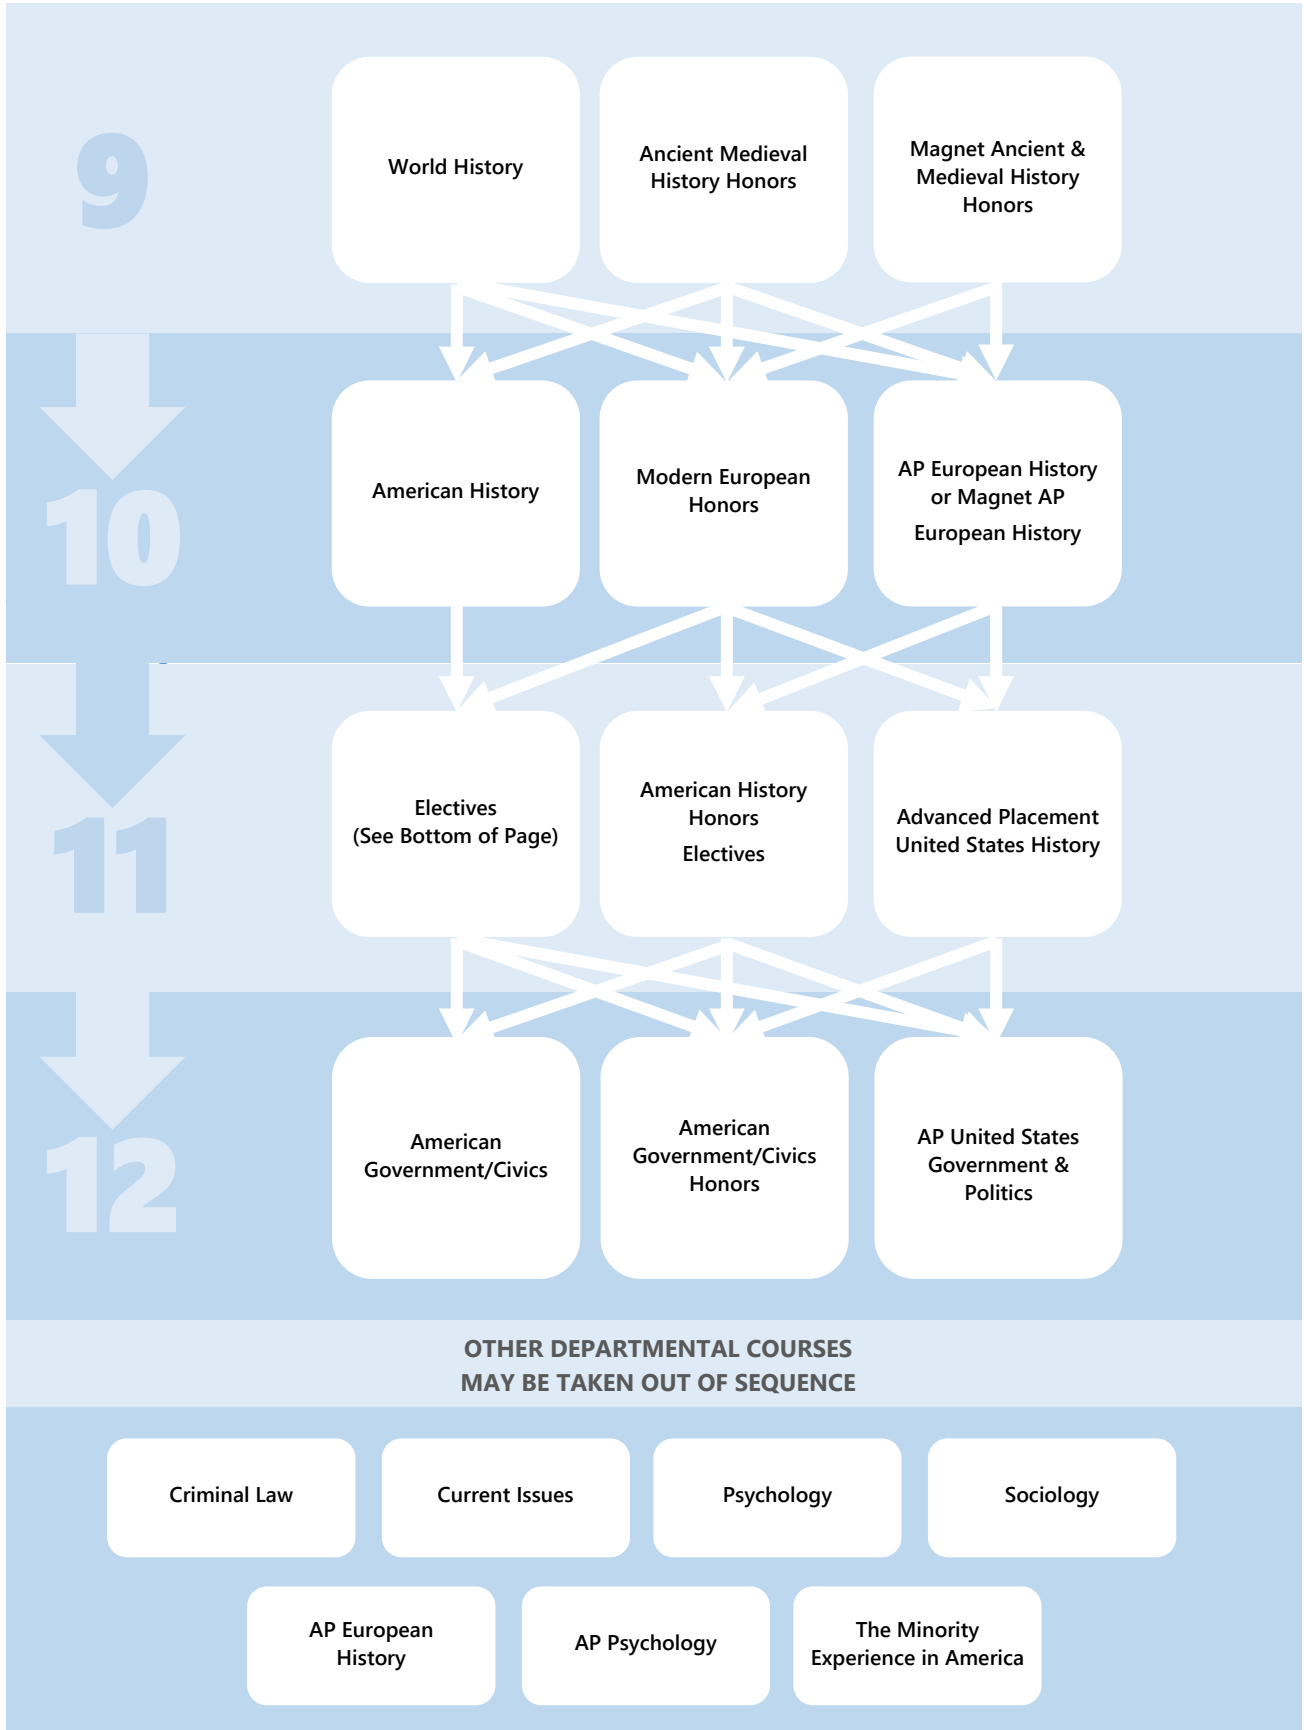 9
World History
Ancient Medieval
History Honors
Magnet Ancient &
Medieval History
Honors
10
American History
Modern European
Honors
AP European History
or Magnet AP
European History
11
Electives
(See Bottom of Page)
American History
Honors
Electives
Advanced Placement
United States History
12
American
Government/Civics
American
Government/Civics
Honors
AP United States
Government &
Politics
OTHER DEPARTMENTAL COURSES
MAY BE TAKEN OUT OF SEQUENCE
Criminal Law
Current Issues
Psychology
Sociology
AP European
History
AP Psychology
The Minority
Experience in America